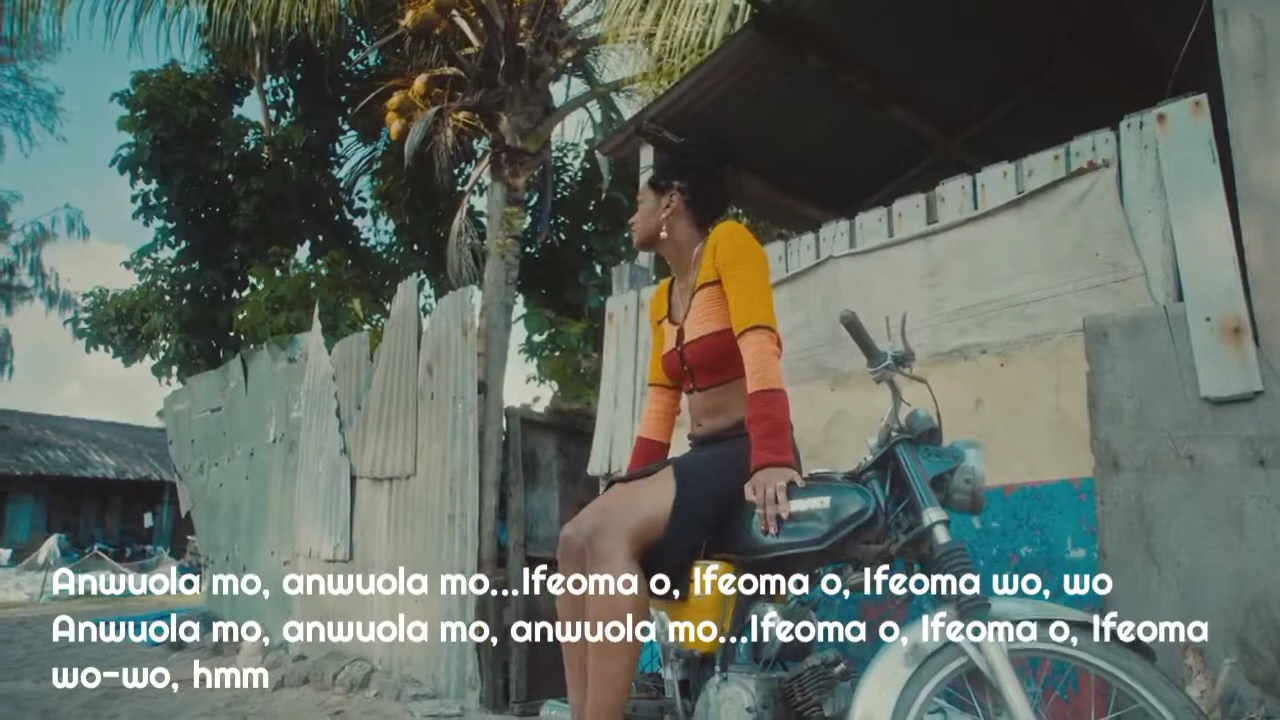 Anwuola mo, anwuola mo...Ifeoma o, Ifeoma o, Ifeoma wo, wo
Anwuola mo, anwuola mo, anwuola mo...Ifeoma o, Ifeoma o, Ifeoma
wo-wo, hmm